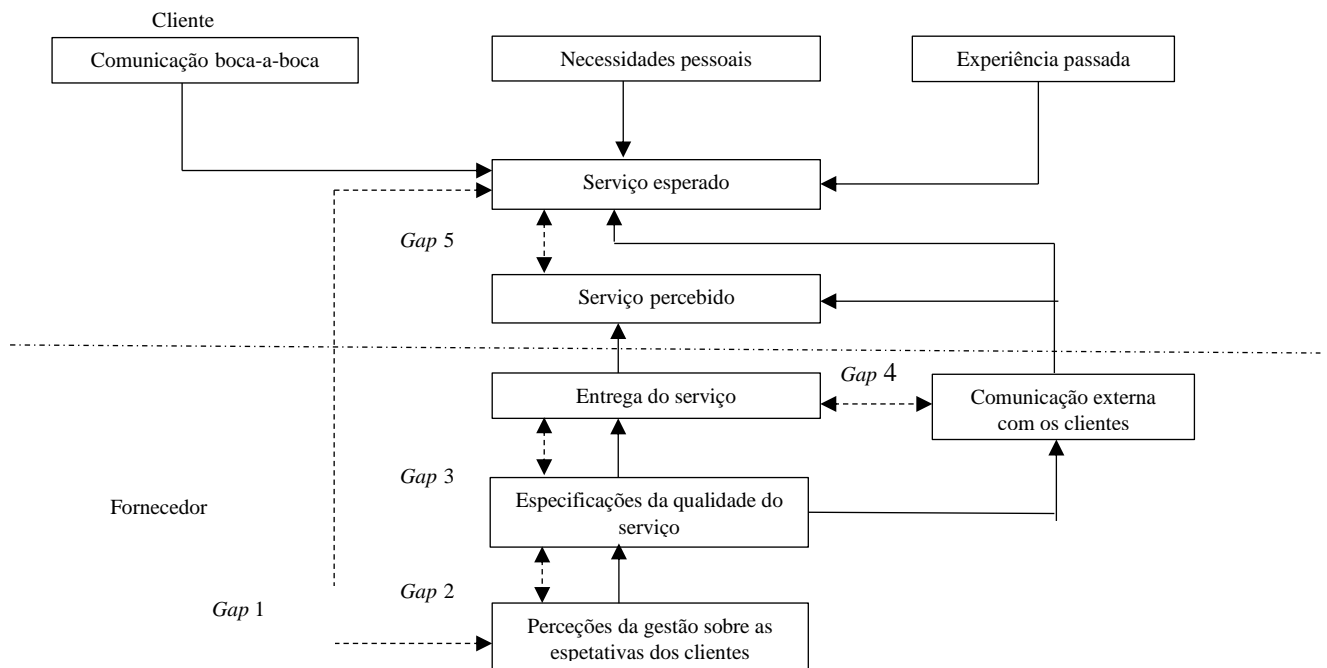 Cliente
Comunicação boca-a-boca
Necessidades pessoais
Experiência passada
Serviço esperado
Gap 5
Serviço percebido
Entrega do serviço
Gap 4
Comunicação externa
com os clientes
Gap 3
Especificações da qualidade do
serviço
Fornecedor
Gap 2
Gap 1
Perceções da gestão sobre as
espetativas dos clientes